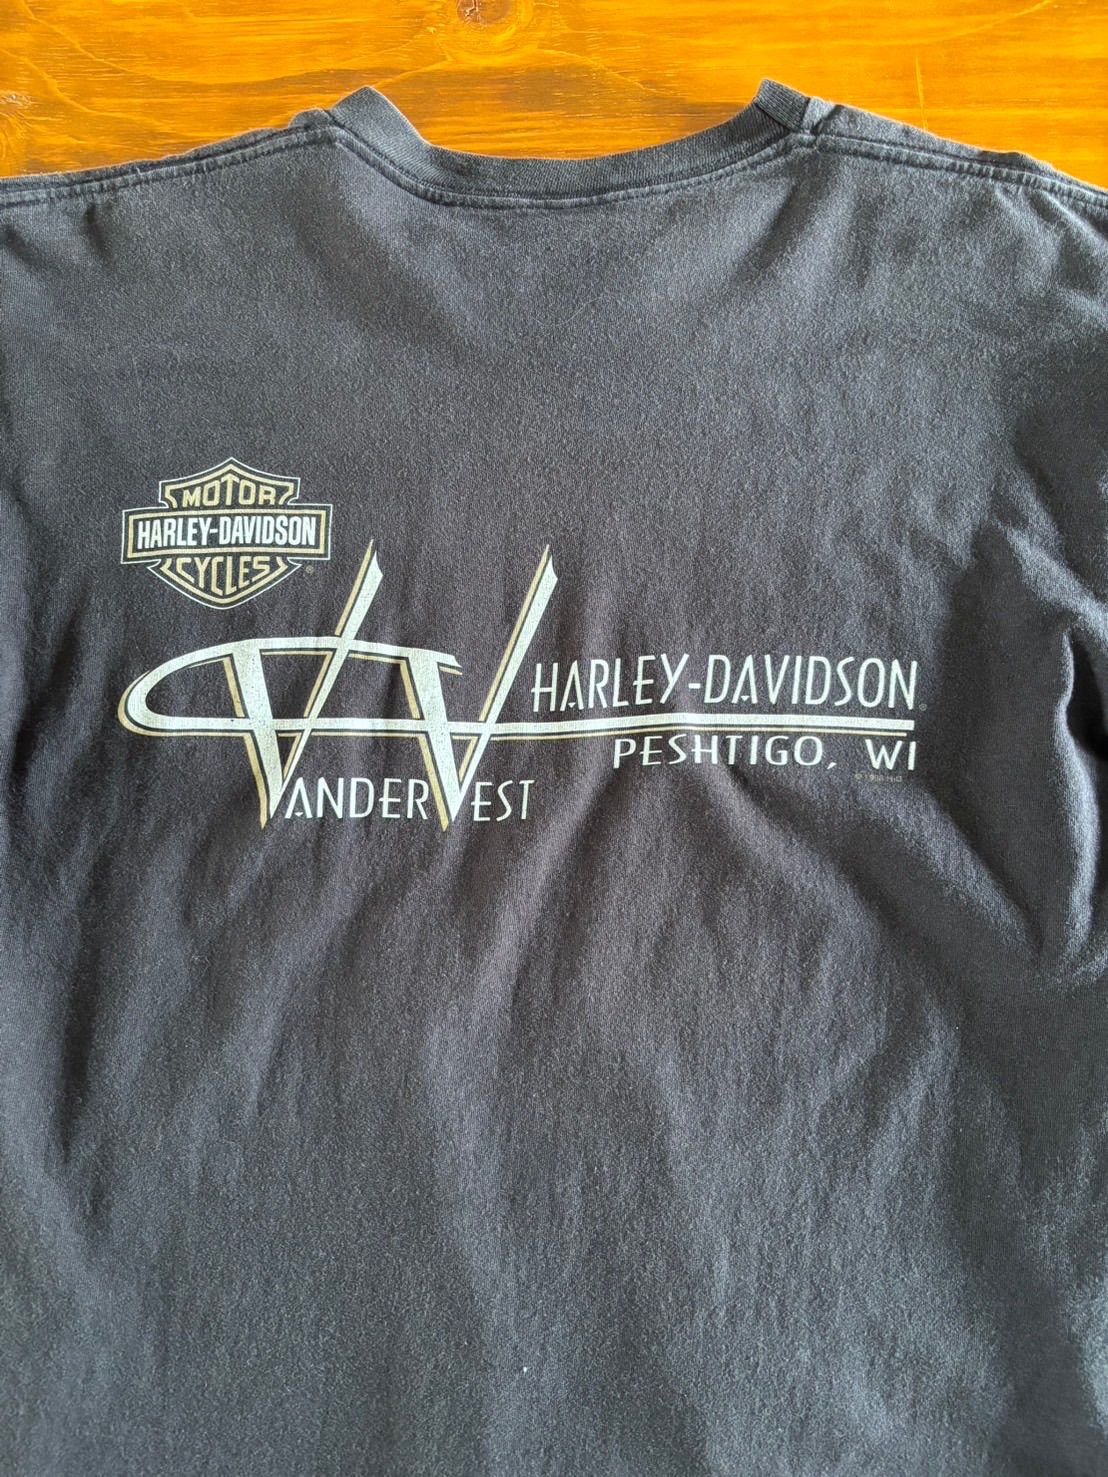 MOTOR
HARLEY-DAVIDSON
CYCLES
HARLEY-DAVIDSON
PESHTIGO, WI
VANDERVEST